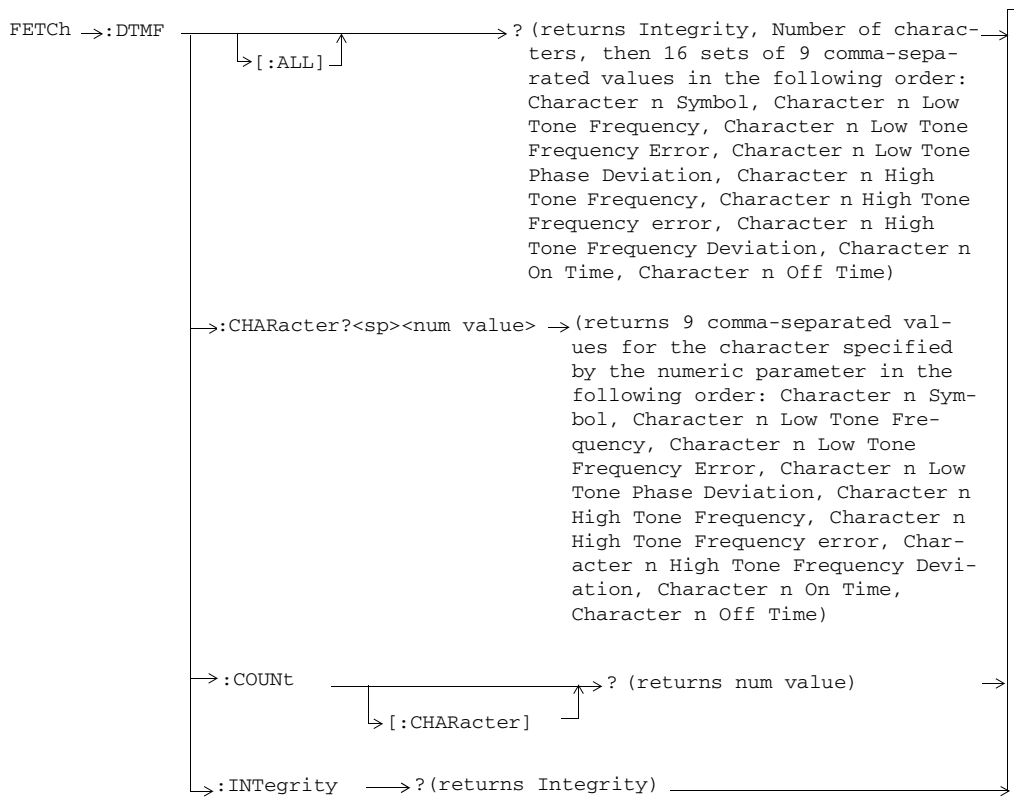 FETCh :DTMF ? (returns Integrity, Number of charac-
[:ALL] ters, then 16 sets of 9 comma-sepa-
rated values in the following order:
Character n Symbol, Character n Low
Tone Frequency, Character n Low Tone
Frequency Error, Character n Low Tone
Phase Deviation, Character n High
Tone Frequency, Character n High Tone
Frequency error, Character n High
Tone Frequency Deviation, Character n
On Time, Character n Off Time)
:CHARacter?<sp><num value> (returns 9 comma-separated val-
ues for the character specified
by the numeric parameter in the
following order: Character n Sym-
bol, Character n Low Tone Fre-
quency, Character n Low Tone
Frequency Error, Character n Low
Tone Phase Deviation, Character n
High Tone Frequency, Character n
High Tone Frequency error, Char-
acter n High Tone Frequency Devi-
ation, Character n On Time,
Character n Off Time)
:COUNt ? (returns num value)
[:CHARacter]
:INTegrity ?(returns Integrity)